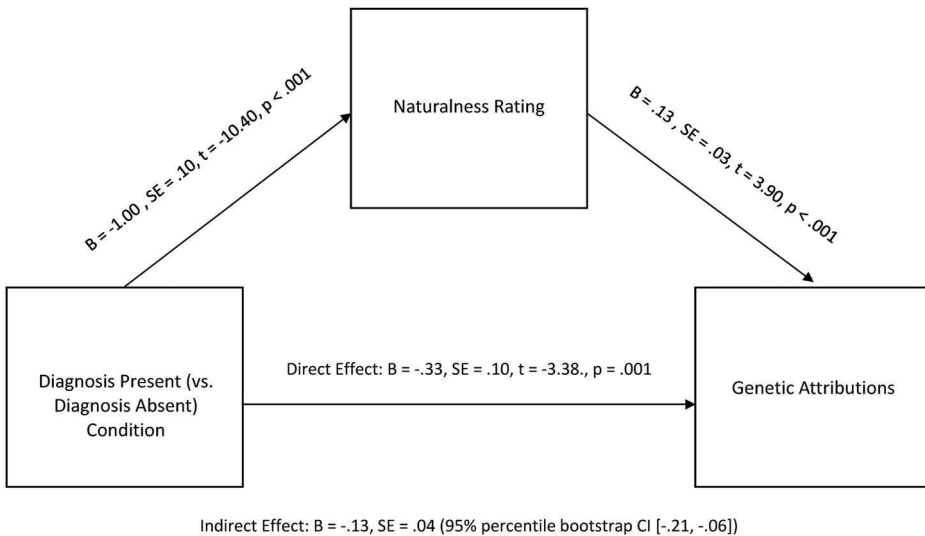 Naturalness Rating
B = -1.00 , SE = .10, t = -10.40, p < .001
B = .13 , SE = .03, t = 3.90, p < .001
Direct Effect: B = -.33, SE = .10, t = -3.38., p = .001
Diagnosis Present (vs.
Diagnosis Absent)
Condition
Genetic Attributions
Indirect Effect: B = -.13, SE = .04 (95% percentile bootstrap CI [-.21, -.06])